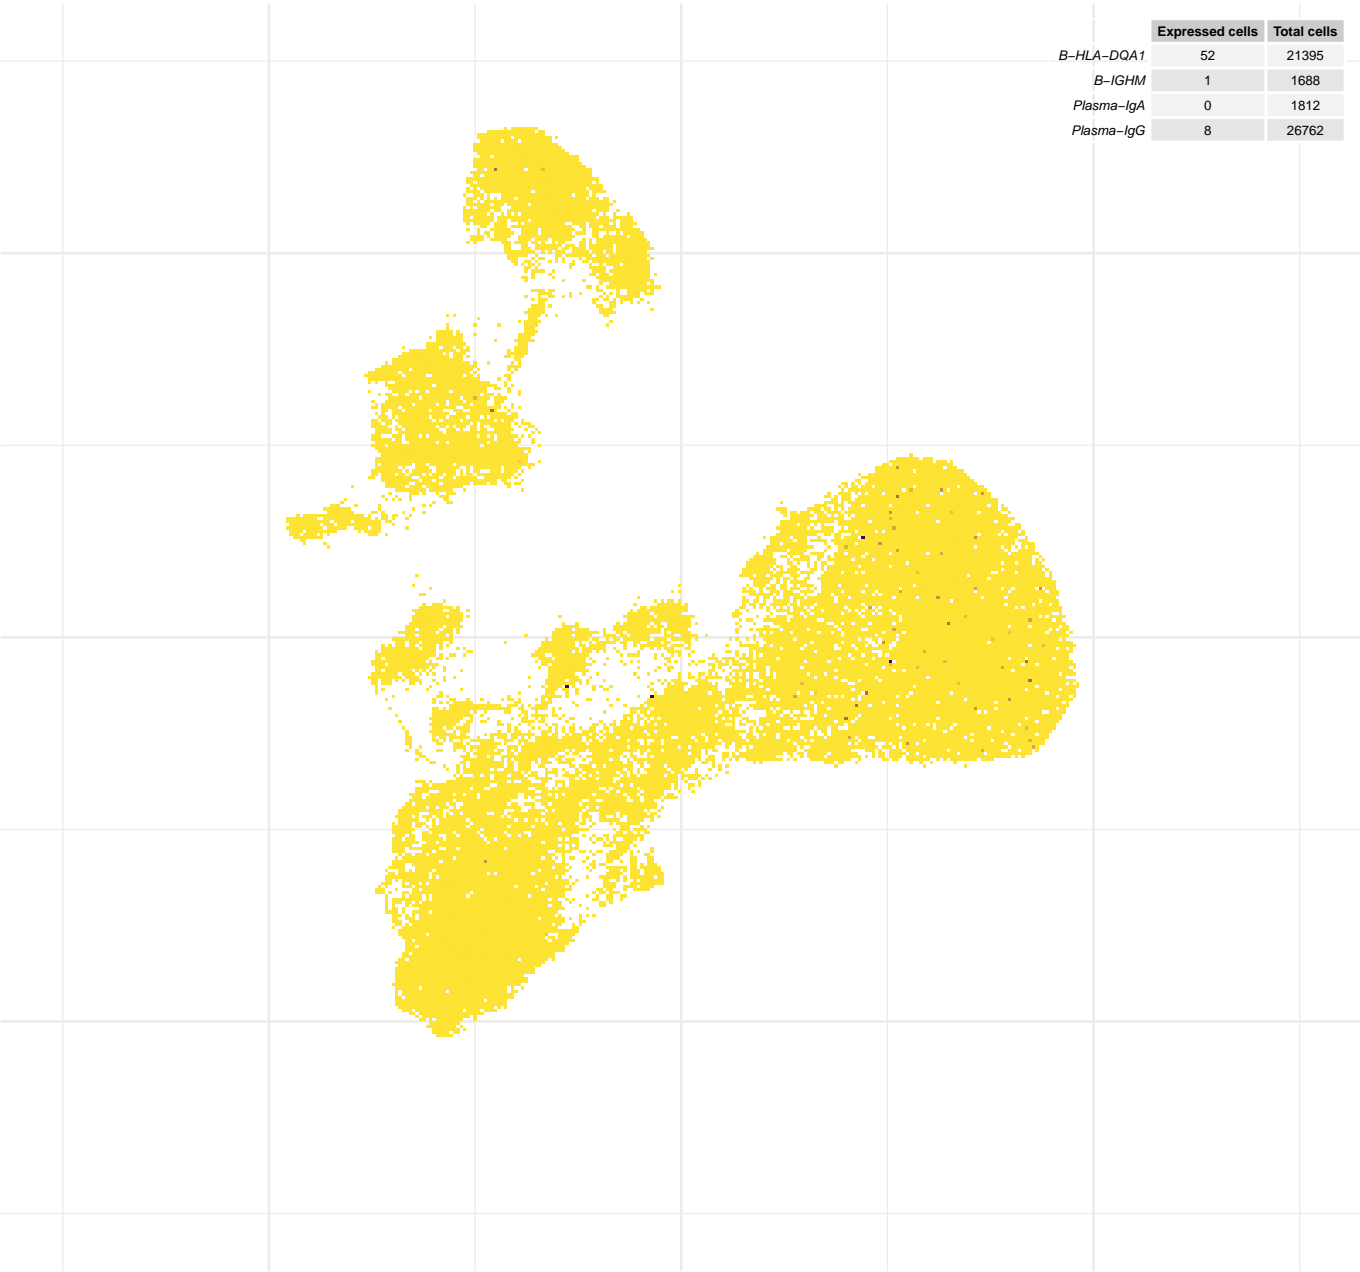 Expressed cells Total cells
B-HLA-DQA1 52 21395
B-IGHM 1 1688
Plasma-IgA 0 1812
Plasma-IgG 8 26762